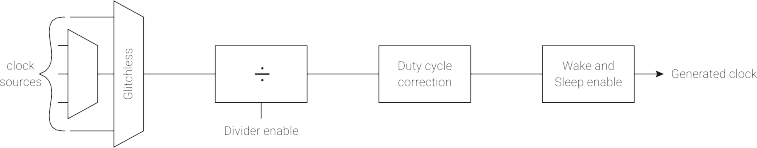 clock
sources
Glitchless
÷
Divider enable
Duty cycle
correction
Wake and
Sleep enable
Generated clock